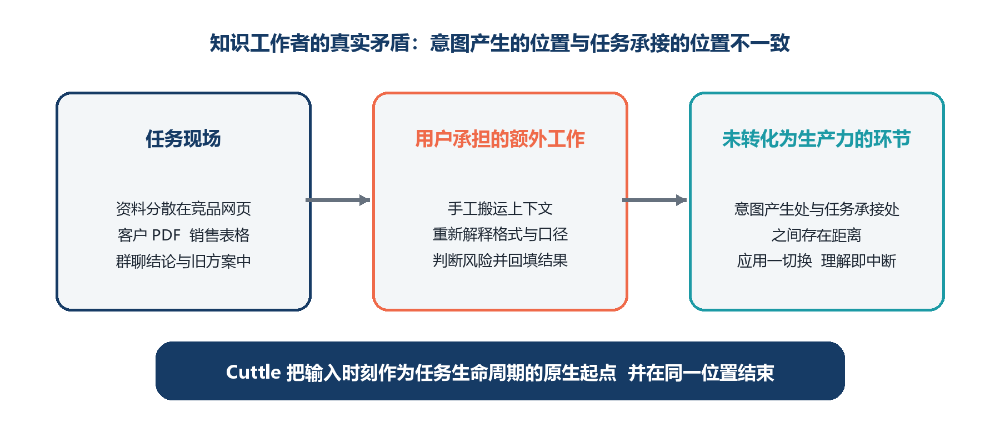 知识工作者的真实矛盾：意图产生的位置与任务承接的位置不一致
任务现场
资料分散在竞品网页
客户 PDF  销售表格
群聊结论与旧方案中
用户承担的额外工作
手工搬运上下文
重新解释格式与口径
判断风险并回填结果
未转化为生产力的环节
意图产生处与任务承接处
之间存在距离
应用一切换  理解即中断
Cuttle 把输入时刻作为任务生命周期的原生起点  并在同一位置结束